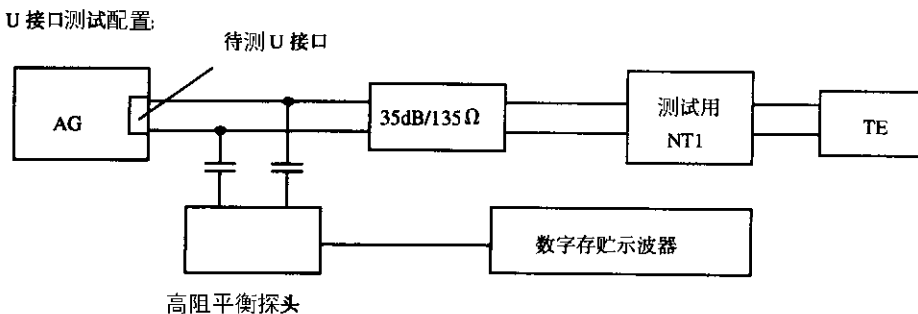 U 接口测试配置:
待测 U 接口
AG
35dB/135Ω
测试用
NT1
TE
数字存贮示波器
高阻平衡探头